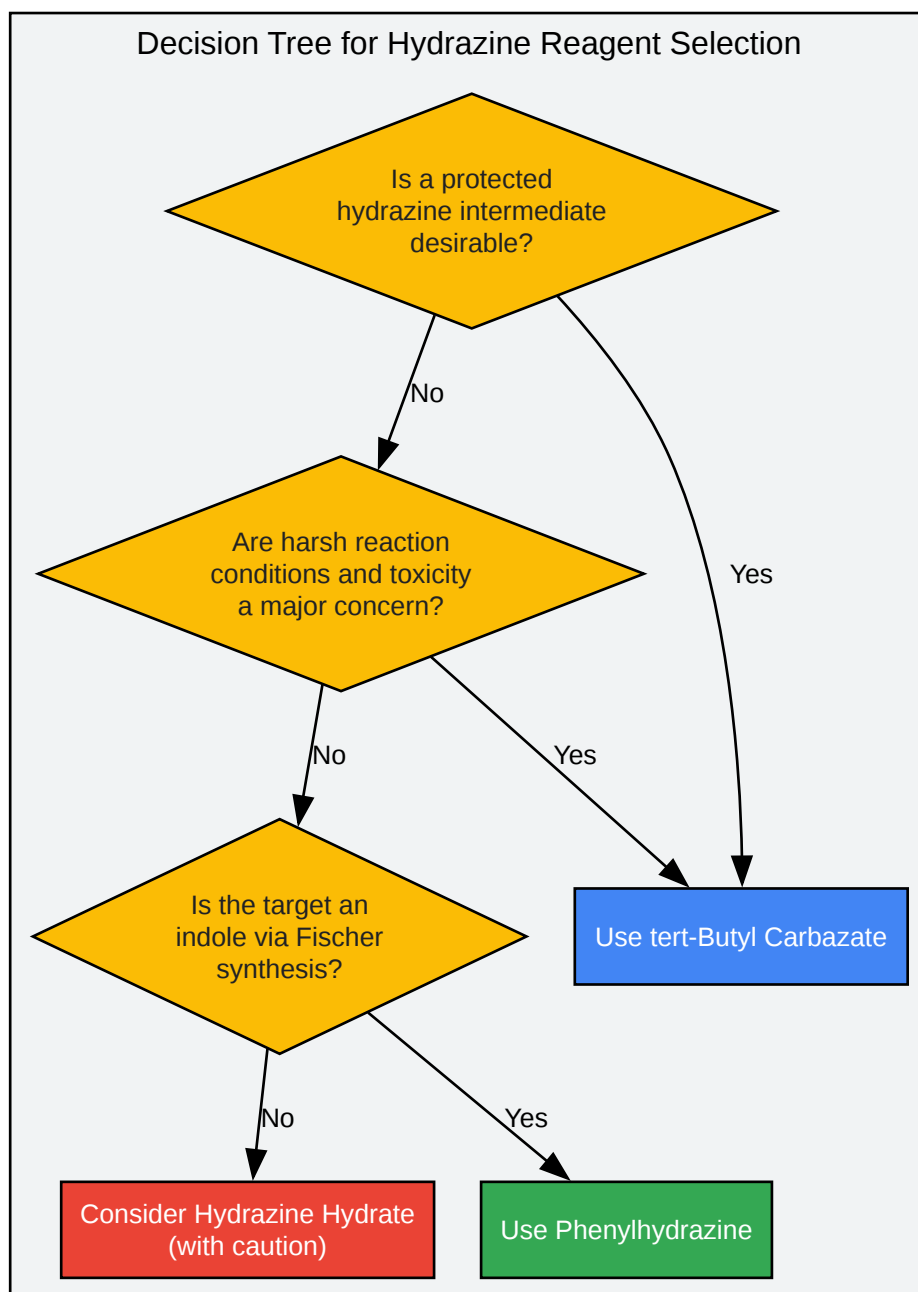 Decision Tree for Hydrazine Reagent Selection
Is a protected
hydrazine intermediate
desirable?
No
Yes
Are harsh reaction
conditions and toxicity
a major concern?
No
Yes
Is the target an
indole via Fischer
synthesis?
Use tert-Butyl Carbazate
No
Yes
Consider Hydrazine Hydrate
(with caution)
Use Phenylhydrazine